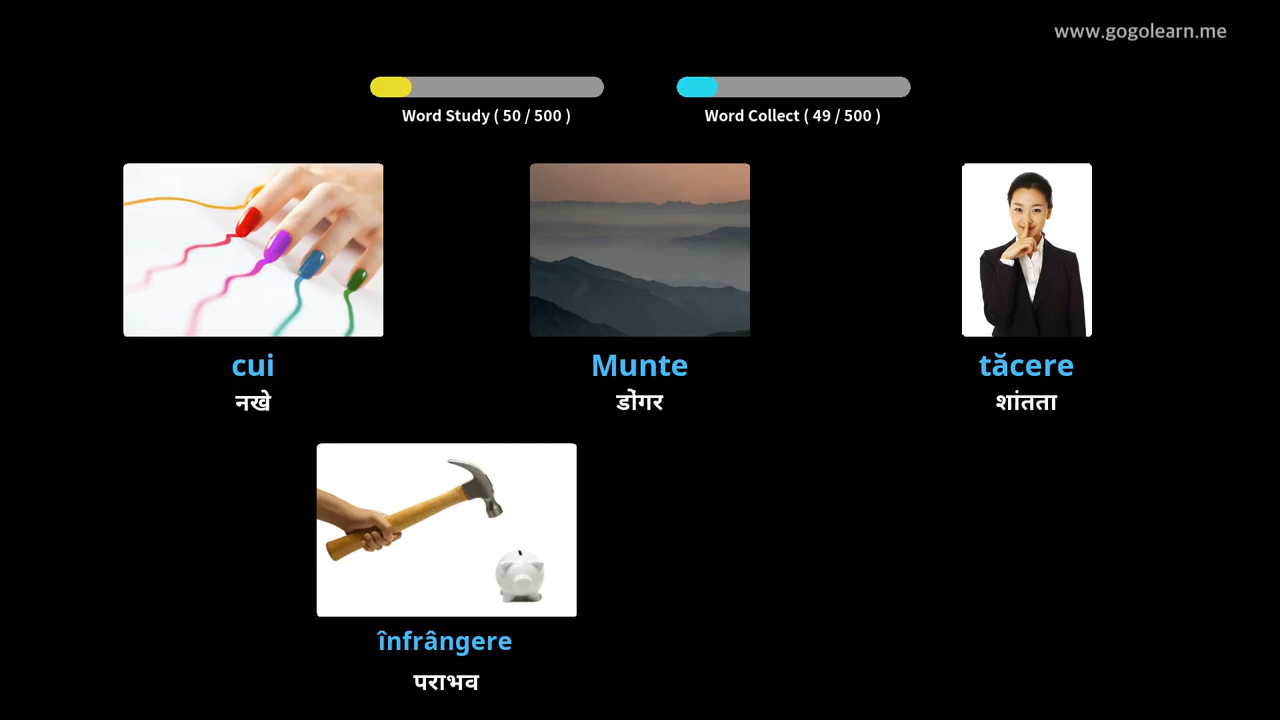 www.gogolearn.me
Word Study ( 50 / 500 )
Word Collect ( 49 / 500 )
cui
नखे
Munte
डोंगर
tăcere
शांतता
înfrângere
पराभव